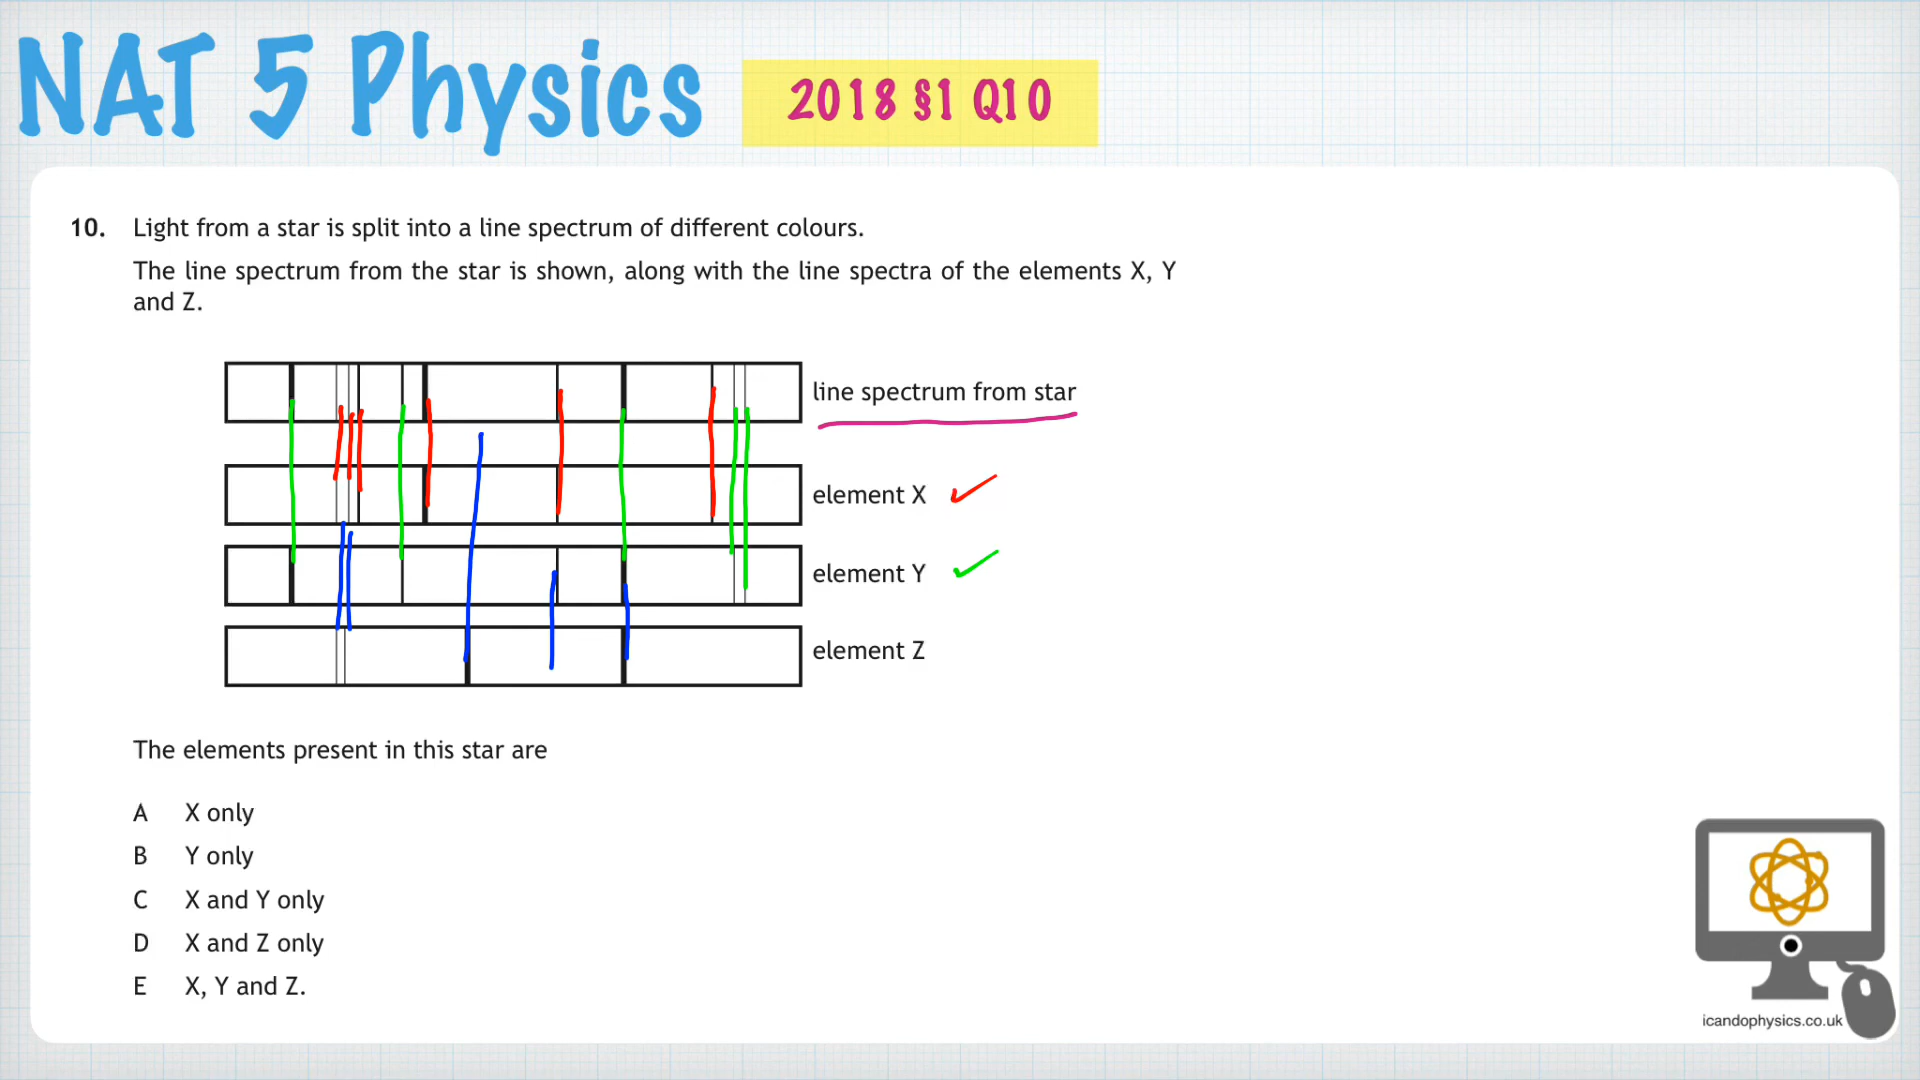 NAT 5 Physics
2018 §1 Q10
10. Light from a star is split into a line spectrum of different colours.
The line spectrum from the star is shown, along with the line spectra of the elements X, Y
and Z.
line spectrum from star
element X
element Y
element Z
The elements present in this star are
A X only
B Y only
C X and Y only
D X and Z only
E X, Y and Z.
icandophysics.co.uk